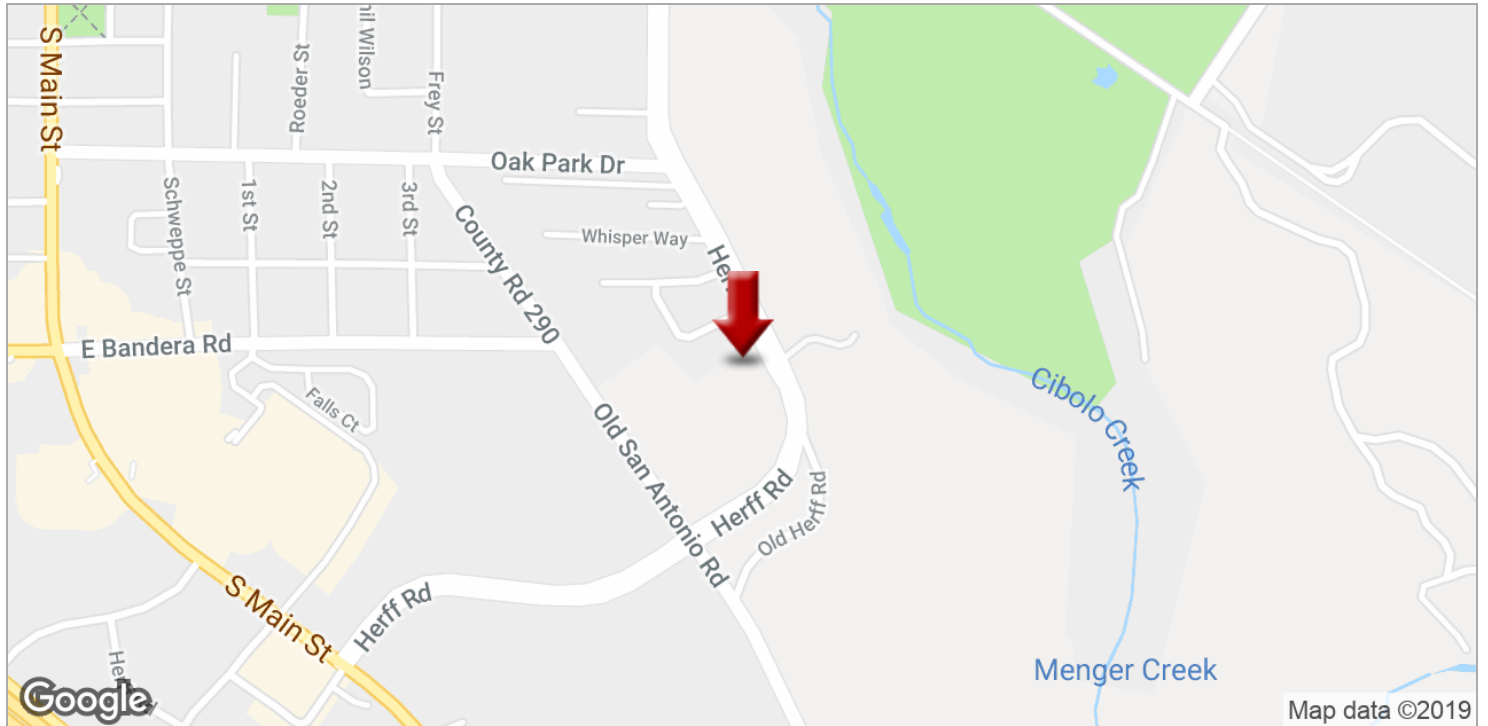 S Main St
Roeder St
Wilson
Frey St
Oak Park Dr
Schweppe St
1st St
2nd St
3rd St
County Rd 290
Whisper Way
E Bandera Rd
Falls Ct
Old San Antonio Rd
Cibolo Creek
Herff Rd
Old Herff Rd
S Main St
Herff Rd
Menger Creek
Google
Map data ©2019